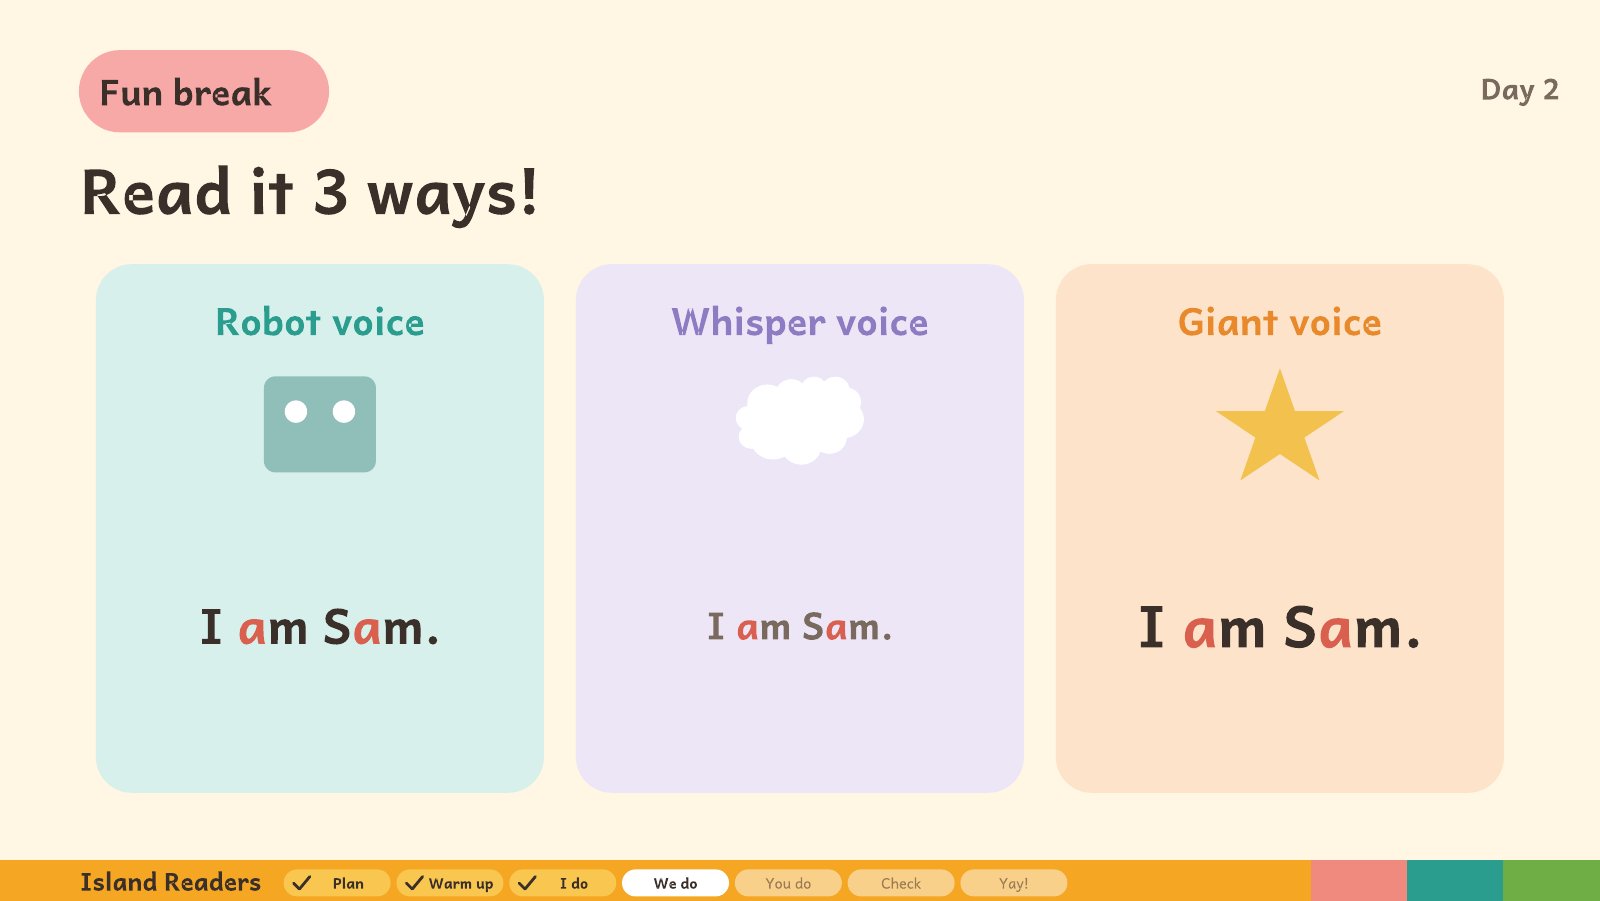 Fun break
Day 2
Read it 3 ways!
Robot voice
I am Sam.
Whisper voice
I am Sam.
Giant voice
I am Sam.
Island Readers
Plan
Warm up
I do
We do
You do
Check
Yay!